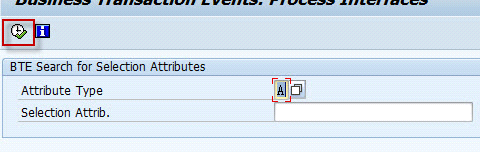 Business Transaction Events: Process Interfaces
BTE Search for Selection Attributes
Attribute Type A
Selection Attrib.